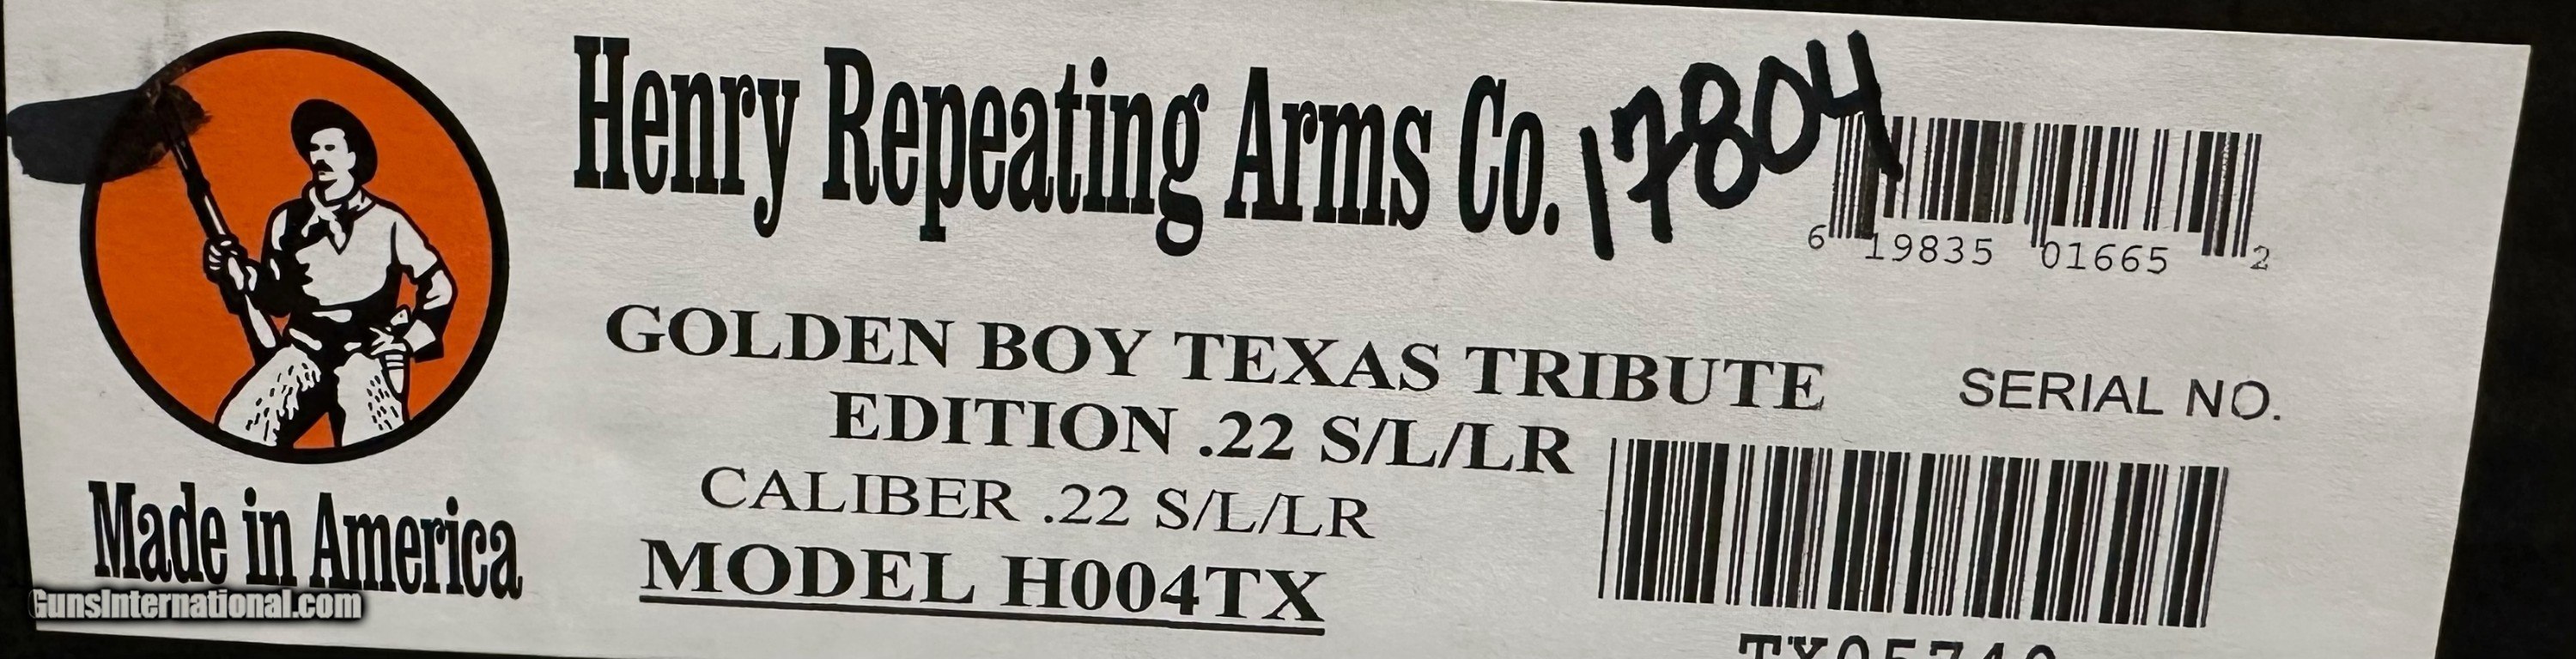 Henry Repeating Arms Co.
17804
6 19835 01665 2
GOLDEN BOY TEXAS TRIBUTE
EDITION .22 S/L/LR
CALIBER .22 S/L/LR
MODEL H004TX
SERIAL NO.
Made in America
GunsInternational.com